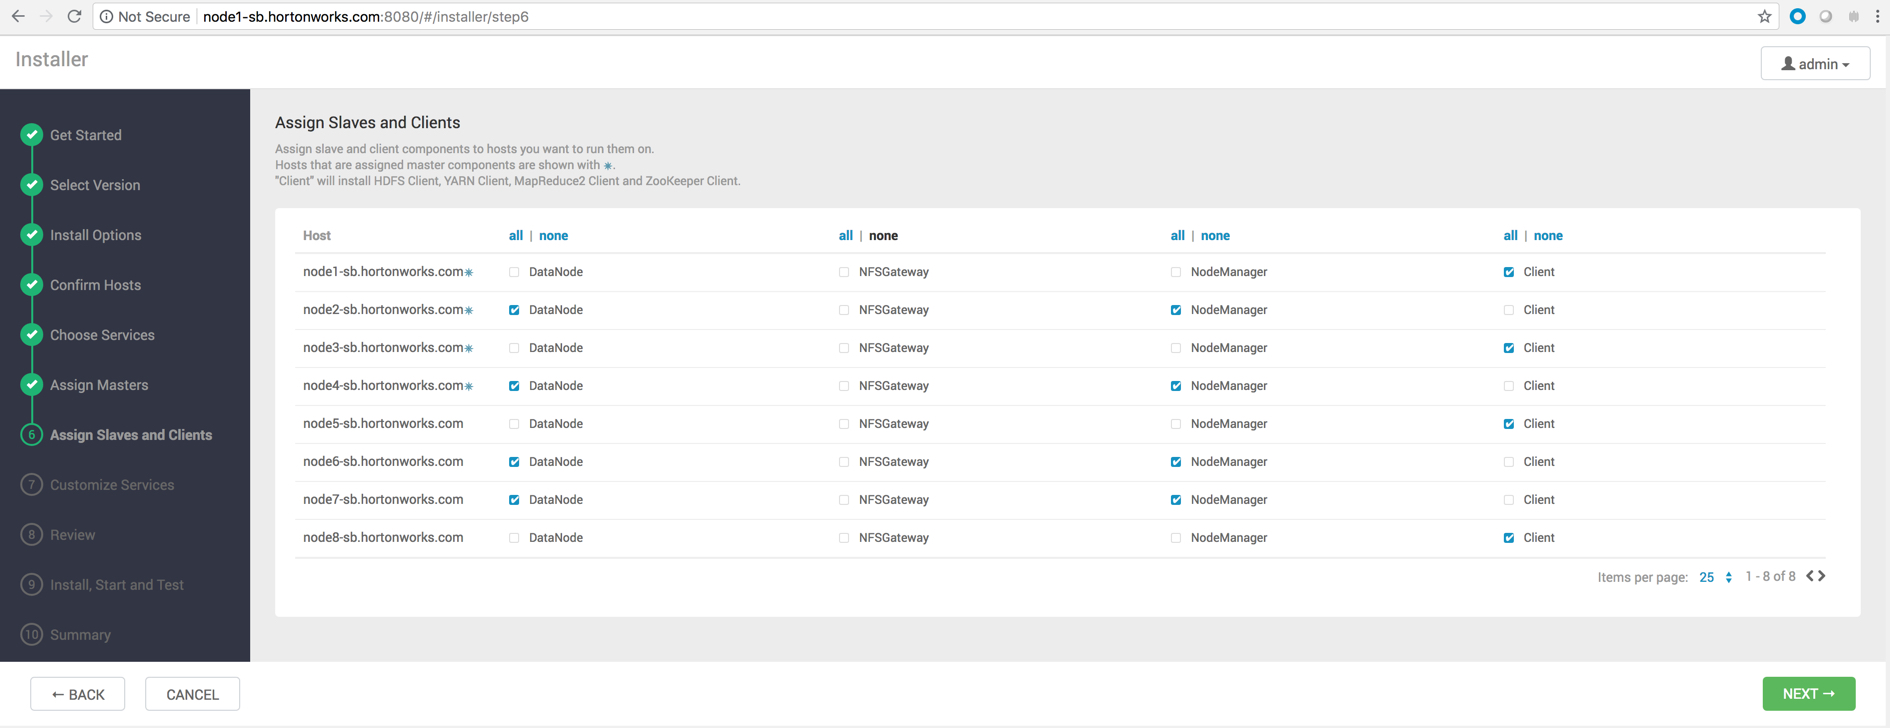 Not Secure node1-sb.hortonworks.com:8080/#/installer/step6
Installer
admin
Get Started
Select Version
Install Options
Confirm Hosts
Choose Services
Assign Masters
6 Assign Slaves and Clients
7 Customize Services
8 Review
9 Install, Start and Test
10 Summary
Assign Slaves and Clients
Assign slave and client components to hosts you want to run them on.
Hosts that are assigned master components are shown with ✳.
"Client" will install HDFS Client, YARN Client, MapReduce2 Client and ZooKeeper Client.
Host all | none all | none all | none all | none
node1-sb.hortonworks.com✳ DataNode NFSGateway NodeManager Client
node2-sb.hortonworks.com✳ DataNode NFSGateway NodeManager Client
node3-sb.hortonworks.com✳ DataNode NFSGateway NodeManager Client
node4-sb.hortonworks.com✳ DataNode NFSGateway NodeManager Client
node5-sb.hortonworks.com DataNode NFSGateway NodeManager Client
node6-sb.hortonworks.com DataNode NFSGateway NodeManager Client
node7-sb.hortonworks.com DataNode NFSGateway NodeManager Client
node8-sb.hortonworks.com DataNode NFSGateway NodeManager Client
Items per page: 25 1 - 8 of 8
← BACK CANCEL NEXT →